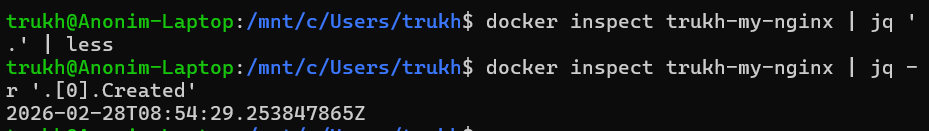 trukh@Anonim-Laptop:/mnt/c/Users/trukh$ docker inspect trukh-my-nginx | jq '
.' | less
trukh@Anonim-Laptop:/mnt/c/Users/trukh$ docker inspect trukh-my-nginx | jq -
r '.[0].Created'
2026-02-28T08:54:29.253847865Z